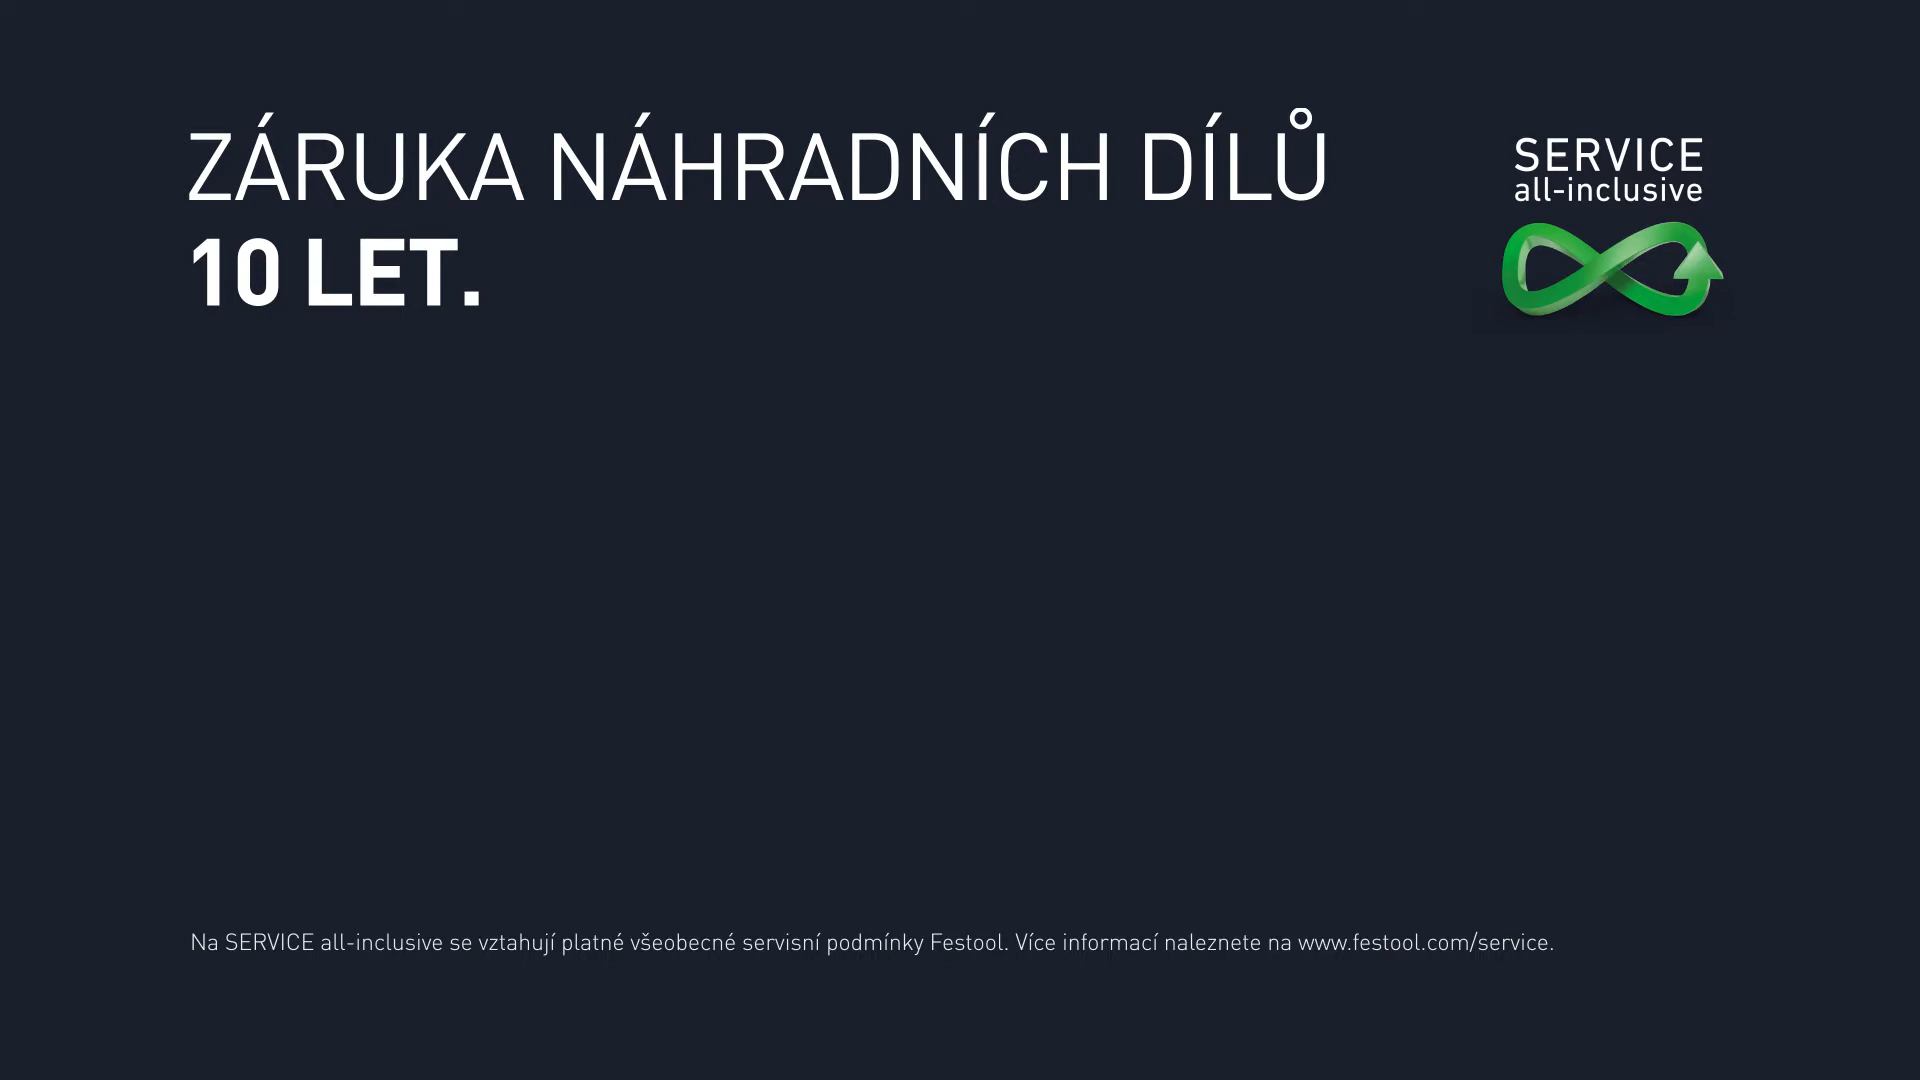 ZÁRUKA NÁHRADNÍCH DÍLŮ
10 LET.
SERVICE
all-inclusive
Na SERVICE all-inclusive se vztahují platné všeobecné servisní podmínky Festool. Více informací naleznete na www.festool.com/service.